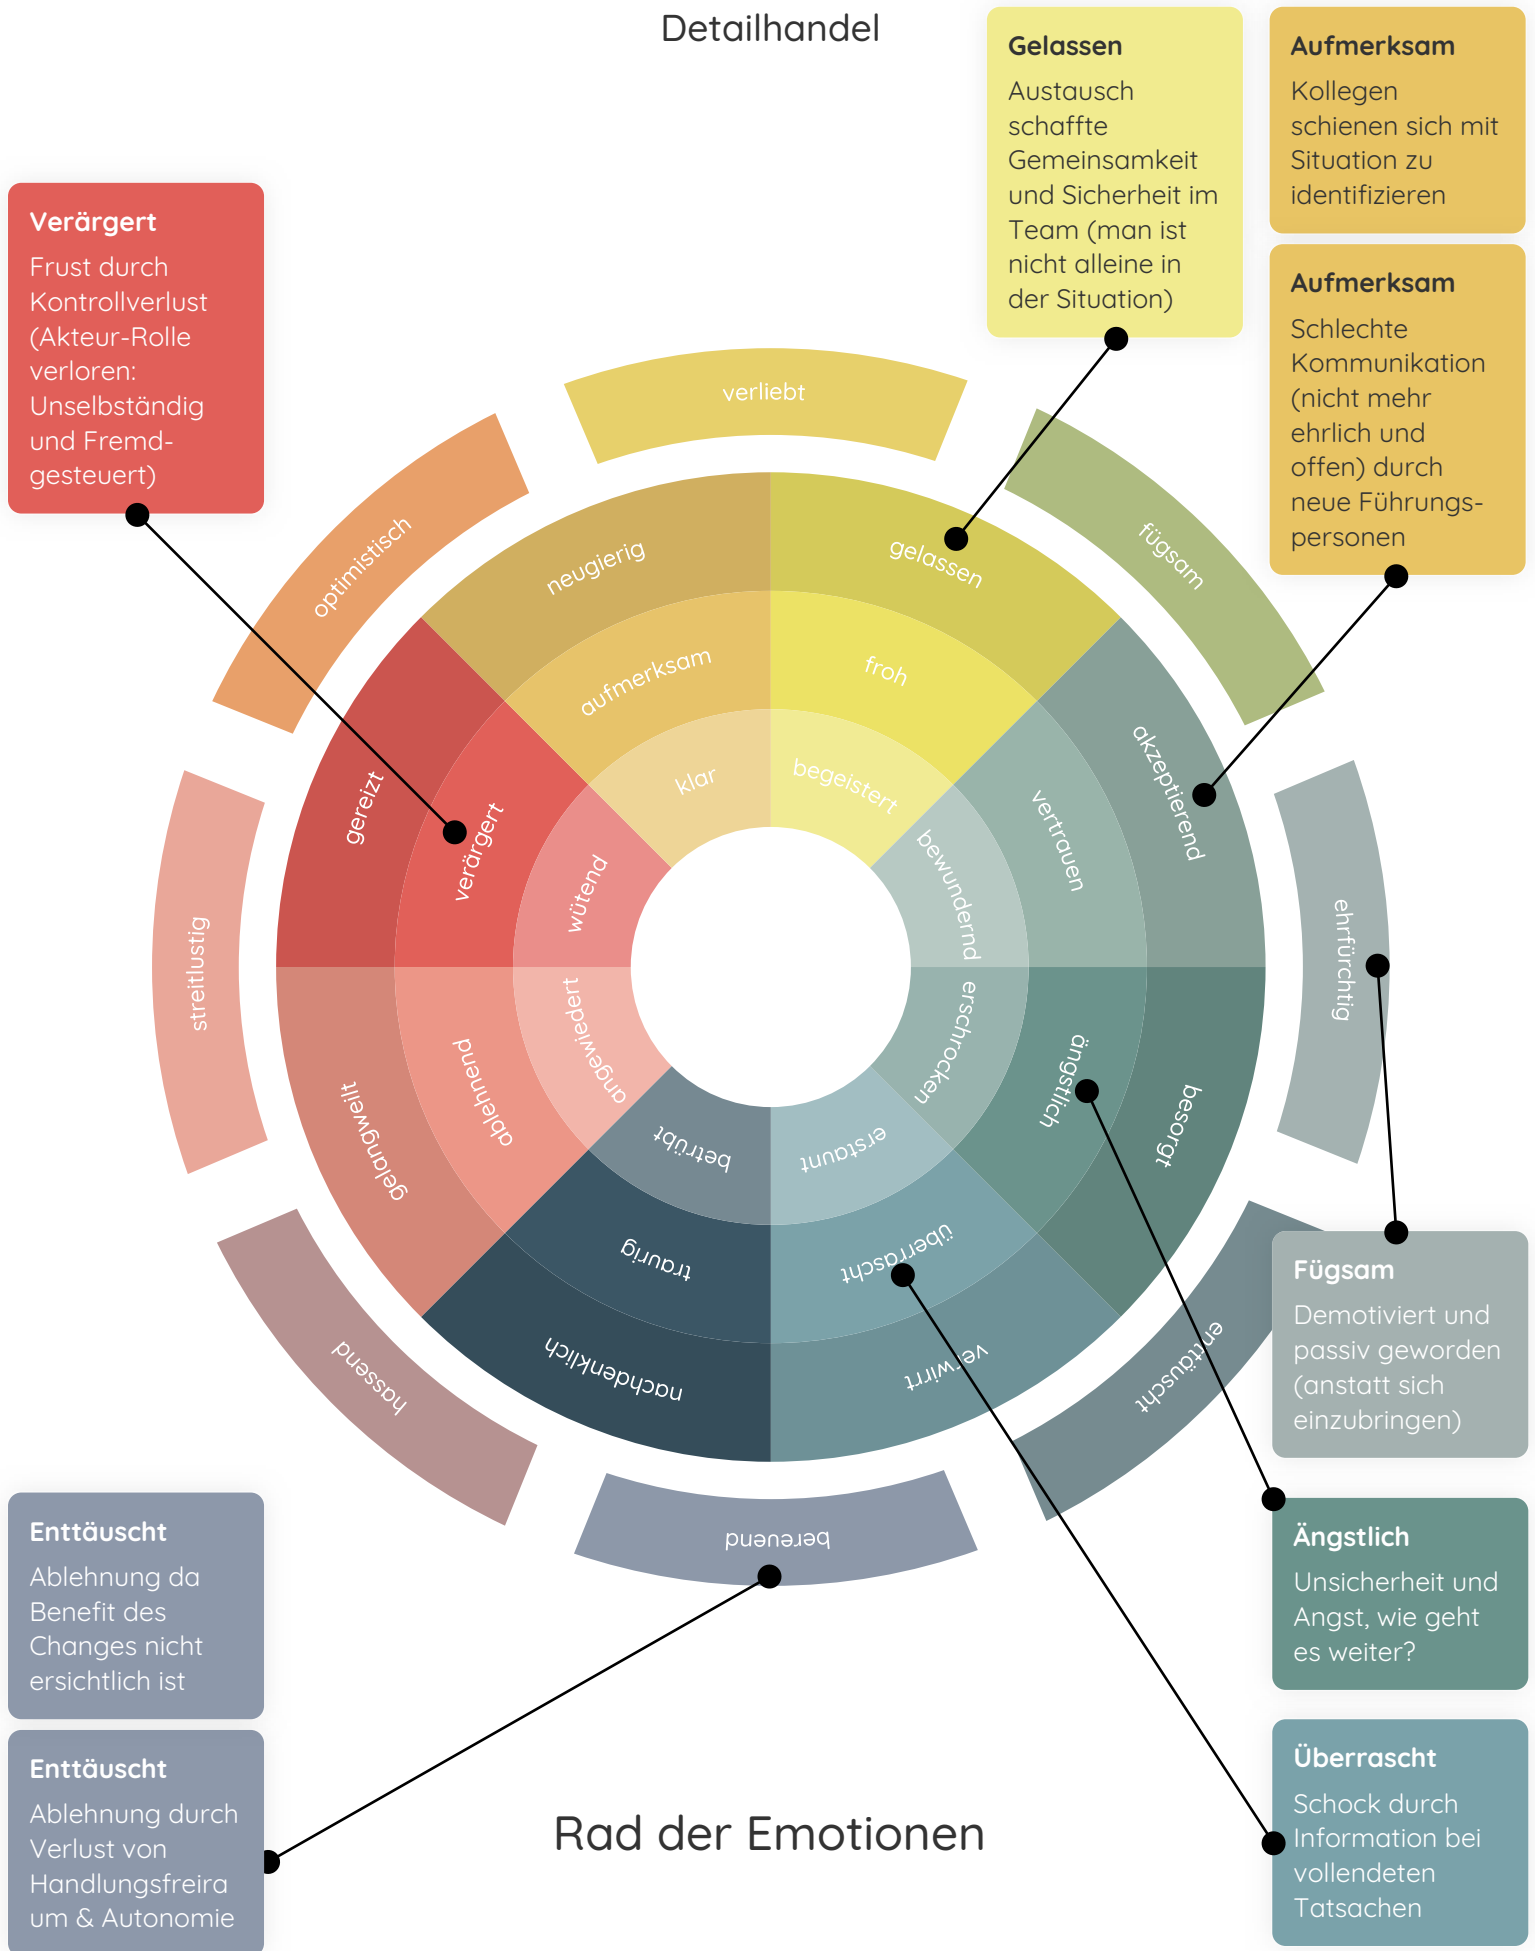 Detailhandel
Gelassen
Austausch
schaffte
Gemeinsamkeit
und Sicherheit im
Team (man ist
nicht alleine in
der Situation)
Aufmerksam
Kollegen
schienen sich mit
Situation zu
identifizieren
Aufmerksam
Schlechte
Kommunikation
(nicht mehr
ehrlich und
offen) durch
neue Führungs-
personen
Verärgert
Frust durch
Kontrollverlust
(Akteur-Rolle
verloren:
Unselbständig
und Fremd-
gesteuert)
verliebt
optimistisch
fügsam
neugierig
gelassen
aufmerksam
froh
klar
begeistert
gereizt
verärgert
wütend
bewundernd
vertrauen
akzeptierend
streitlustig
ehrfürchtig
gelangweilt
ablehnend
angewiedert
erschrocken
ängstlich
besorgt
betrübt
erstaunt
traurig
überrascht
nachdenklich
verwirrt
hassend
enttäuscht
bereuend
Fügsam
Demotiviert und
passiv geworden
(anstatt sich
einzubringen)
Ängstlich
Unsicherheit und
Angst, wie geht
es weiter?
Enttäuscht
Ablehnung da
Benefit des
Changes nicht
ersichtlich ist
Enttäuscht
Ablehnung durch
Verlust von
Handlungsfreira
um & Autonomie
Rad der Emotionen
Überrascht
Schock durch
Information bei
vollendeten
Tatsachen